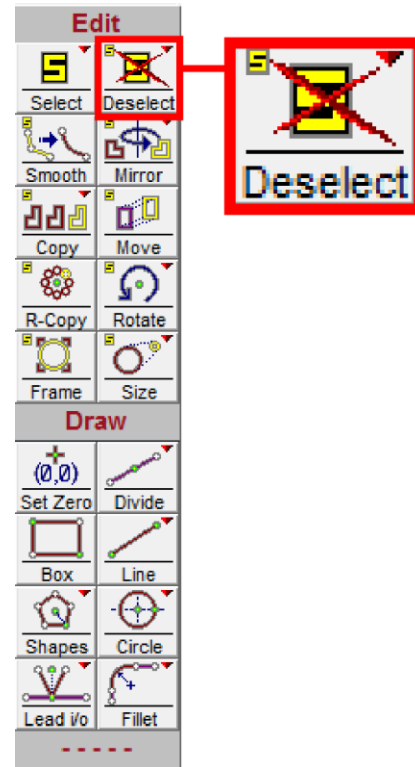 Edit
S S
Select Deselect
S S
Smooth Mirror
S S
Copy Move
S S
R-Copy Rotate
S S
Frame Size
Draw
(0,0)
Set Zero Divide
Box Line
Shapes Circle
Lead i/o Fillet
- - - - -
S
Deselect